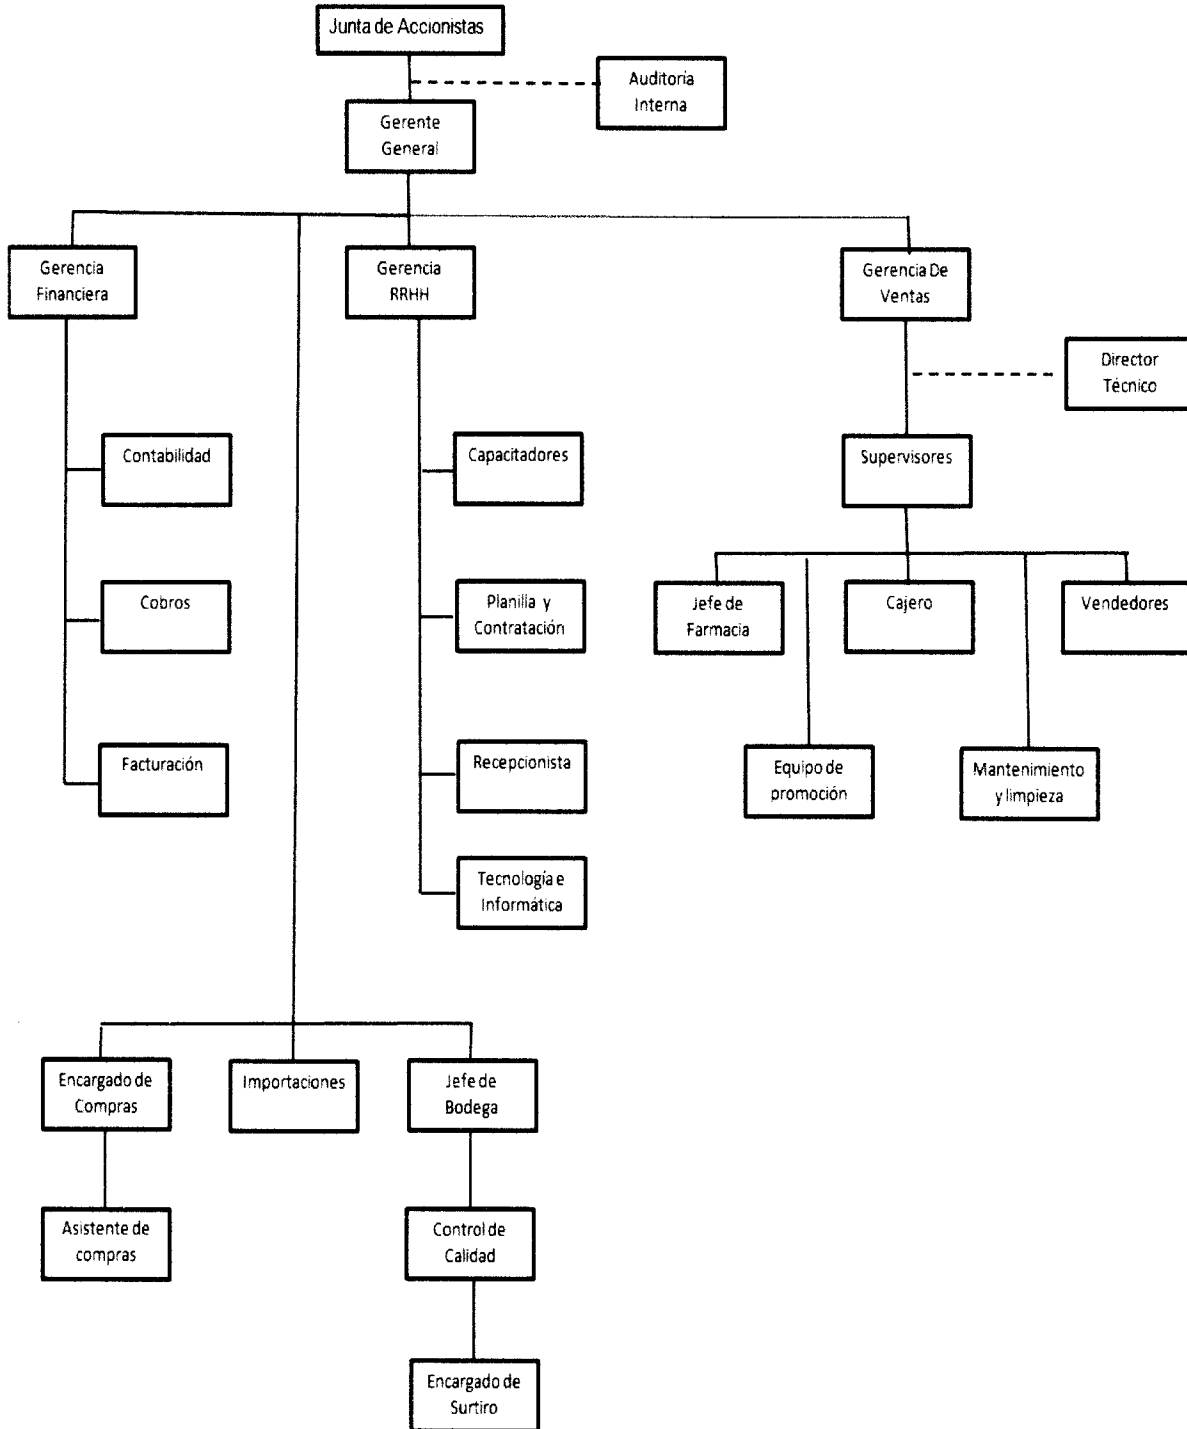 Junta de Accionistas
Auditoría
Interna
Gerente
General
Gerencia
Financiera
Gerencia
RRHH
Gerencia De
Ventas
Director
Técnico
Contabilidad
Capacitadores
Supervisores
Cobros
Planilla y
Contratación
Jefe de
Farmacia
Cajero
Vendedores
Facturación
Recepcionista
Equipo de
promoción
Mantenimiento
y limpieza
Tecnología e
Informática
Encargado de
Compras
Importaciones
Jefe de
Bodega
Asistente de
compras
Control de
Calidad
Encargado de
Surtiro